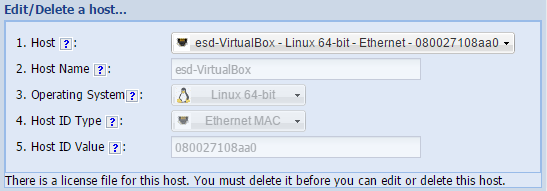 Edit/Delete a host...
1. Host [?]: esd-VirtualBox - Linux 64-bit - Ethernet - 080027108aa0
2. Host Name [?]: esd-VirtualBox
3. Operating System[?]: Linux 64-bit
4. Host ID Type [?]: Ethernet MAC
5. Host ID Value [?]: 080027108aa0
There is a license file for this host. You must delete it before you can edit or delete this host.